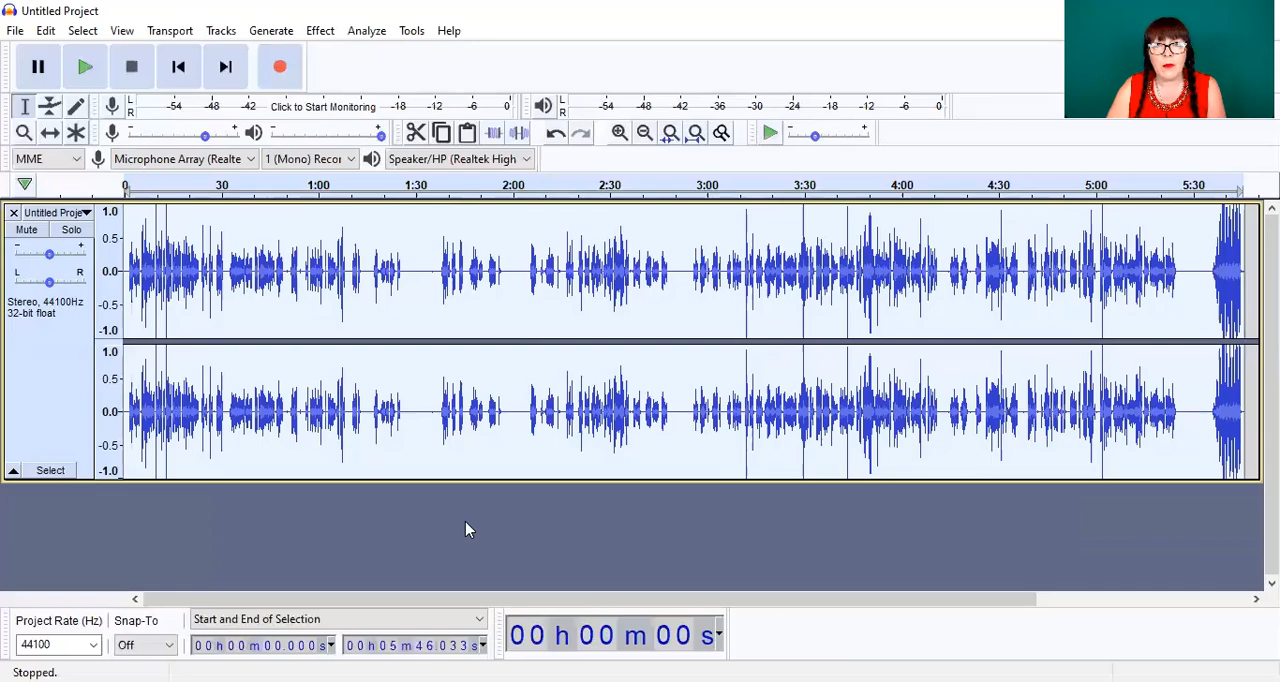 Untitled Project
File Edit Select View Transport Tracks Generate Effect Analyze Tools Help
L R -54 -48 -42 Click to Start Monitoring -18 -12 -6 0 L R -54 -48 -42 -36 -30 -24 -18 -12 -6 0
- + - + - +
MME Microphone Array (Realte 1 (Mono) Recor Speaker/HP (Realtek High
0 30 1:00 1:30 2:00 2:30 3:00 3:30 4:00 4:30 5:00 5:30
Untitled Proje 1.0
Mute Solo
- + 0.5
L R 0.0
Stereo, 44100Hz -0.5
32-bit float
-1.0
1.0
0.5
0.0
-0.5
Select -1.0
Project Rate (Hz) Snap-To Start and End of Selection
44100 Off 00 h 00 m 00.000 s 00 h 05 m 46.033 s 00 h 00 m 00 s
Stopped.